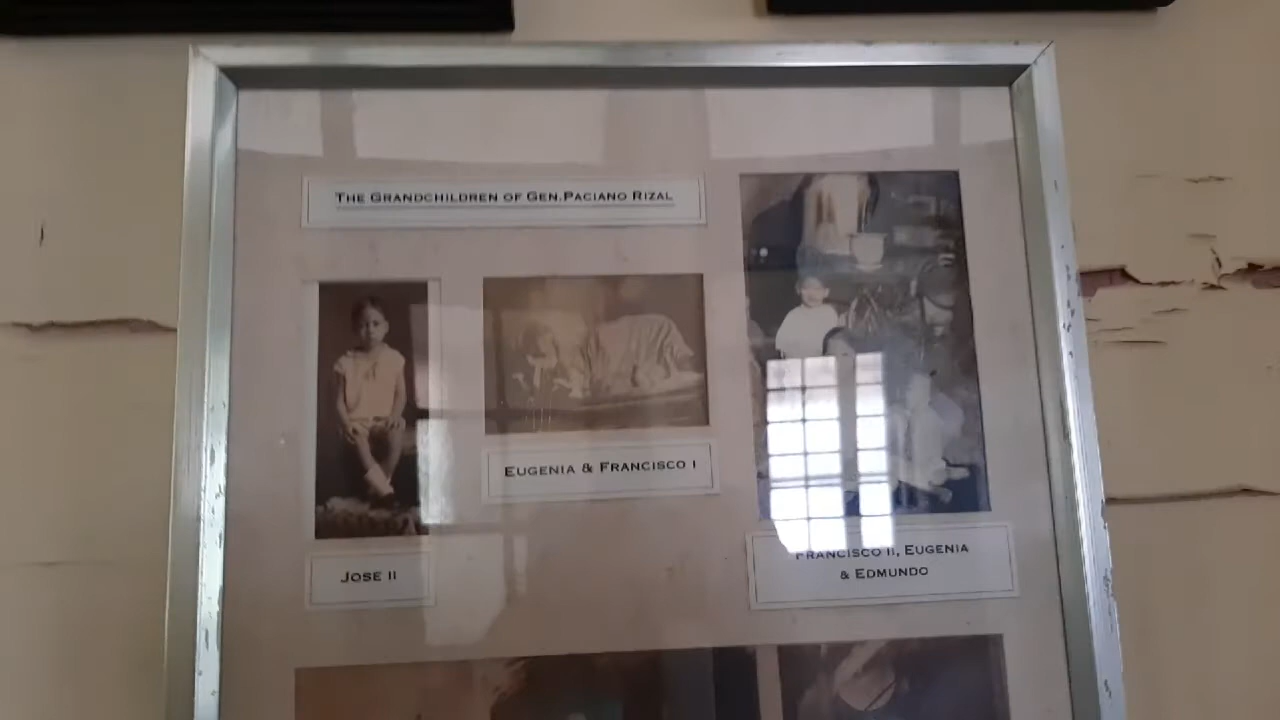 The Grandchildren of Gen.Paciano Rizal
Eugenia & Francisco I
Jose II
Francisco II, Eugenia
& Edmundo